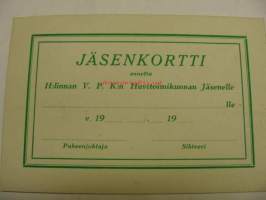 JÄSENKORTTI
annettu
H:linnan V. P. K:n Huvitoimikunnan Jäsenelle
lle
v. 19 19
Puheenjohtaja Sihteeri